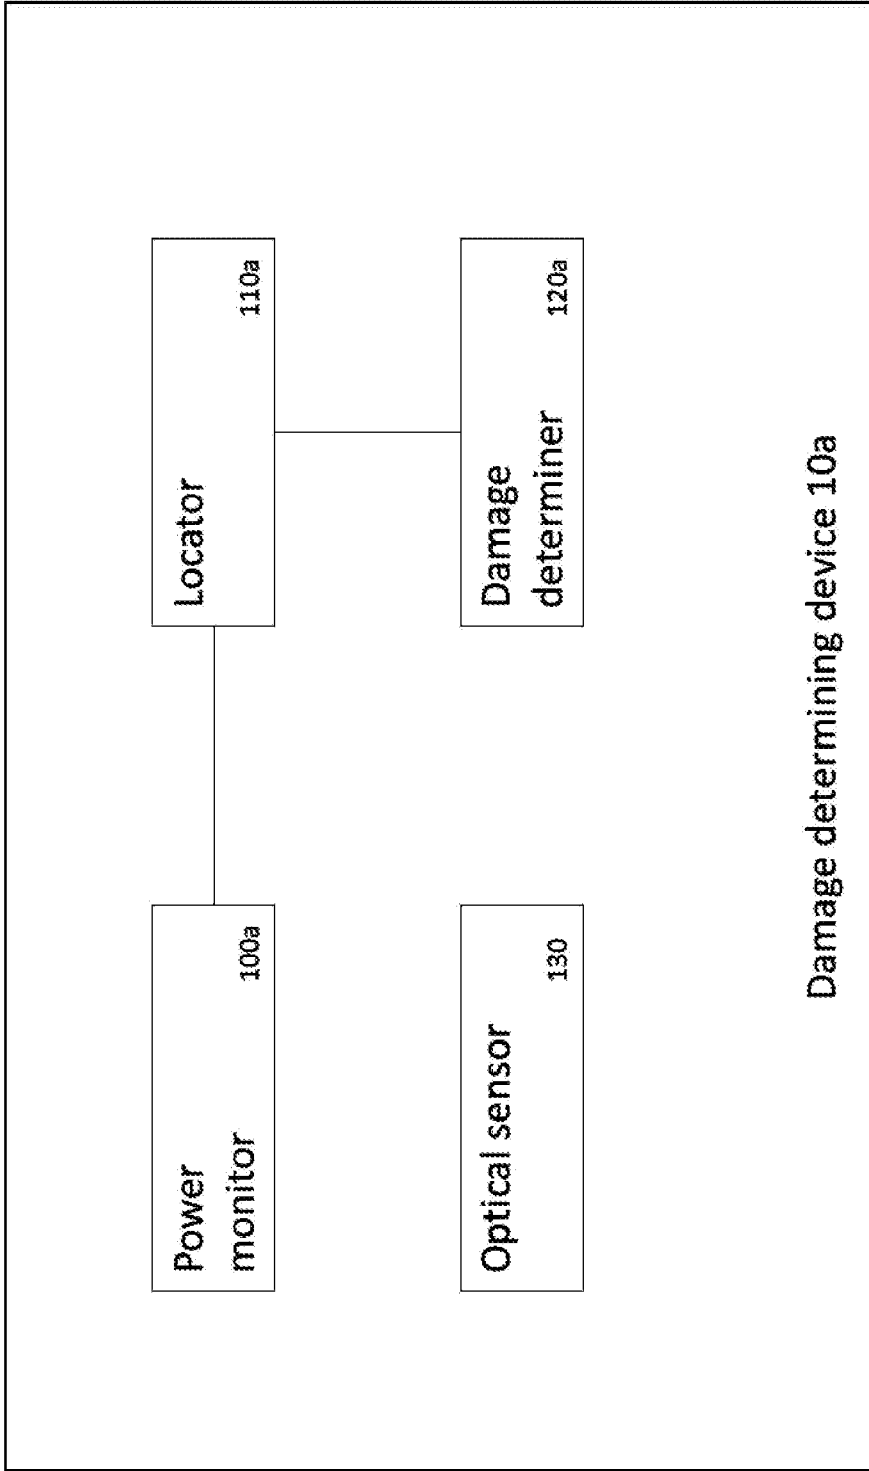 Power
monitor
100a
Locator
110a
Optical sensor
130
Damage
determiner
120a
Damage determining device 10a